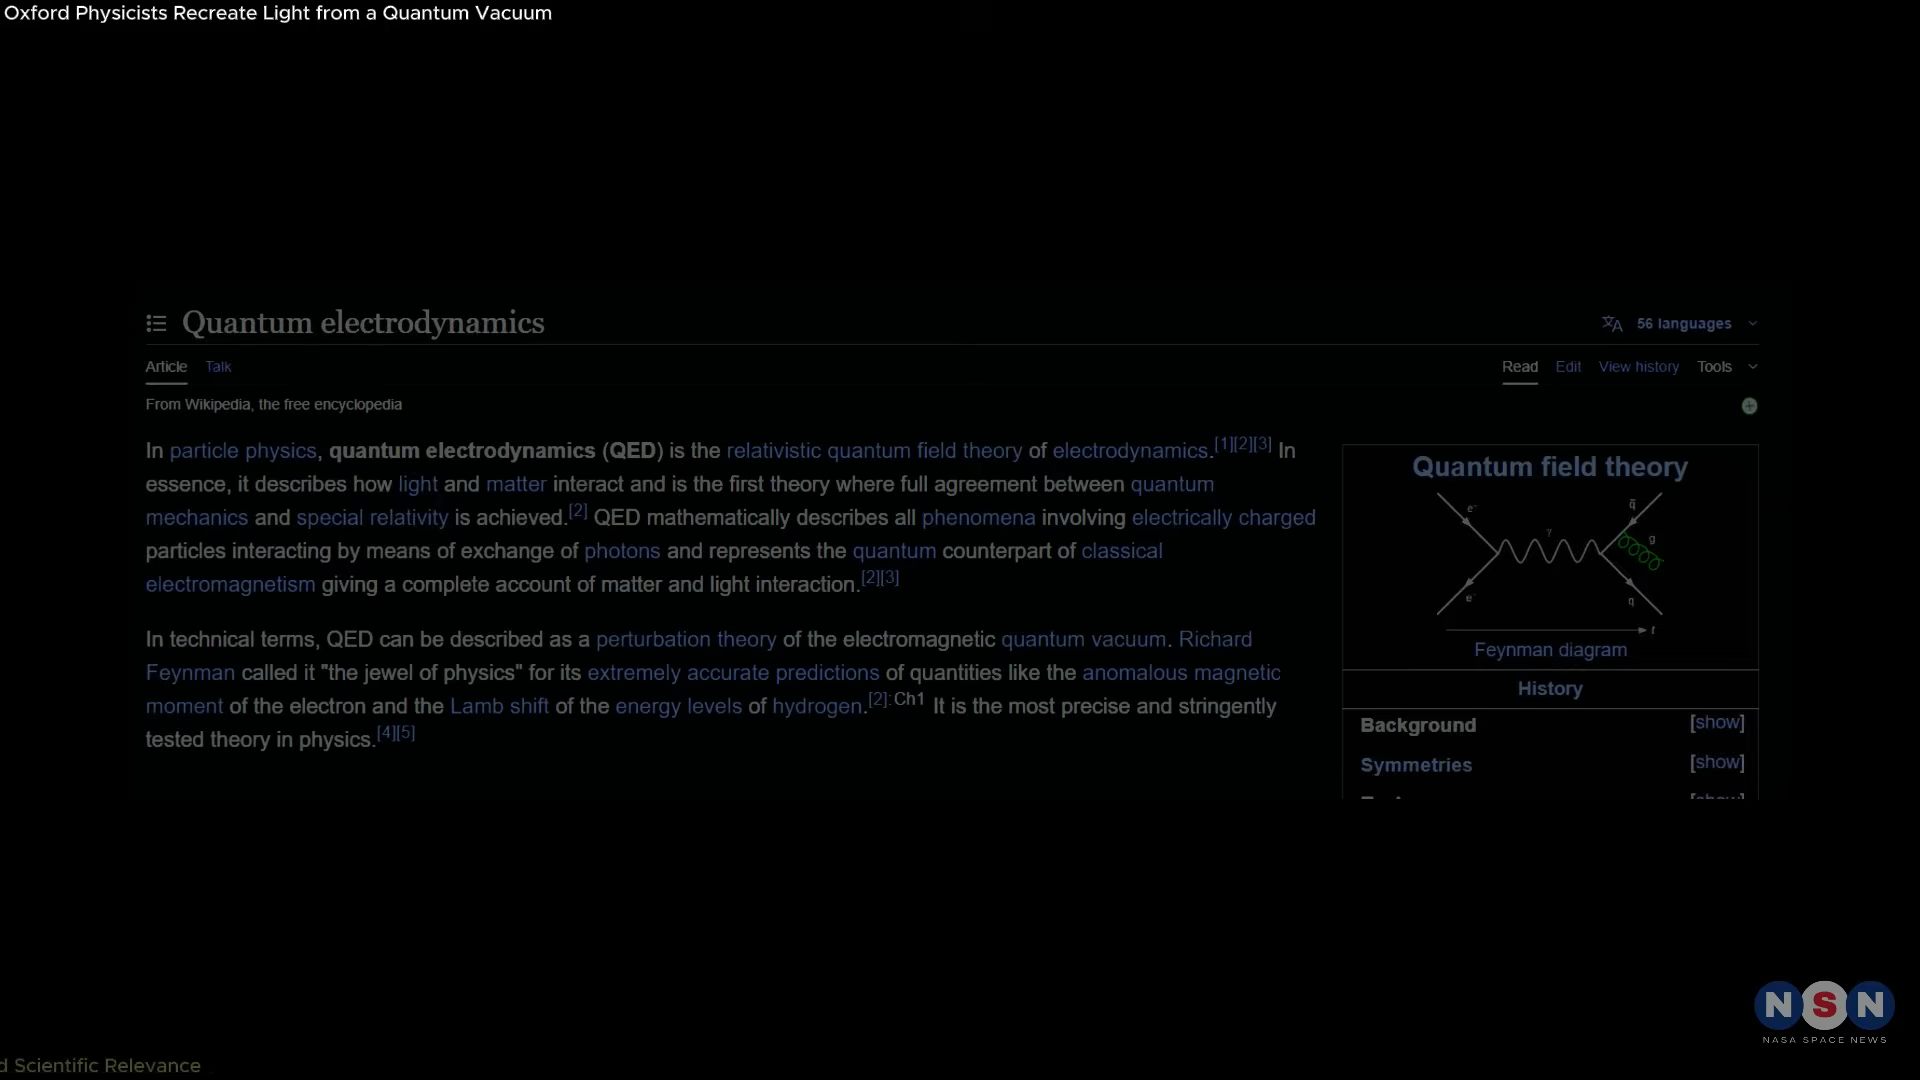 Oxford Physicists Recreate Light from a Quantum Vacuum
Quantum electrodynamics
56 languages
Article Talk
Read Edit View history Tools
From Wikipedia, the free encyclopedia
In particle physics, quantum electrodynamics (QED) is the relativistic quantum field theory of electrodynamics.[1][2][3] In
essence, it describes how light and matter interact and is the first theory where full agreement between quantum
mechanics and special relativity is achieved.[2] QED mathematically describes all phenomena involving electrically charged
particles interacting by means of exchange of photons and represents the quantum counterpart of classical
electromagnetism giving a complete account of matter and light interaction.[2][3]
In technical terms, QED can be described as a perturbation theory of the electromagnetic quantum vacuum. Richard
Feynman called it "the jewel of physics" for its extremely accurate predictions of quantities like the anomalous magnetic
moment of the electron and the Lamb shift of the energy levels of hydrogen.[2]: Ch1 It is the most precise and stringently
tested theory in physics.[4][5]
Quantum field theory
e⁻
q̄
γ
g
e⁻
q
t
Feynman diagram
History
Background [show]
Symmetries [show]
NSN
NASA SPACE NEWS
d Scientific Relevance